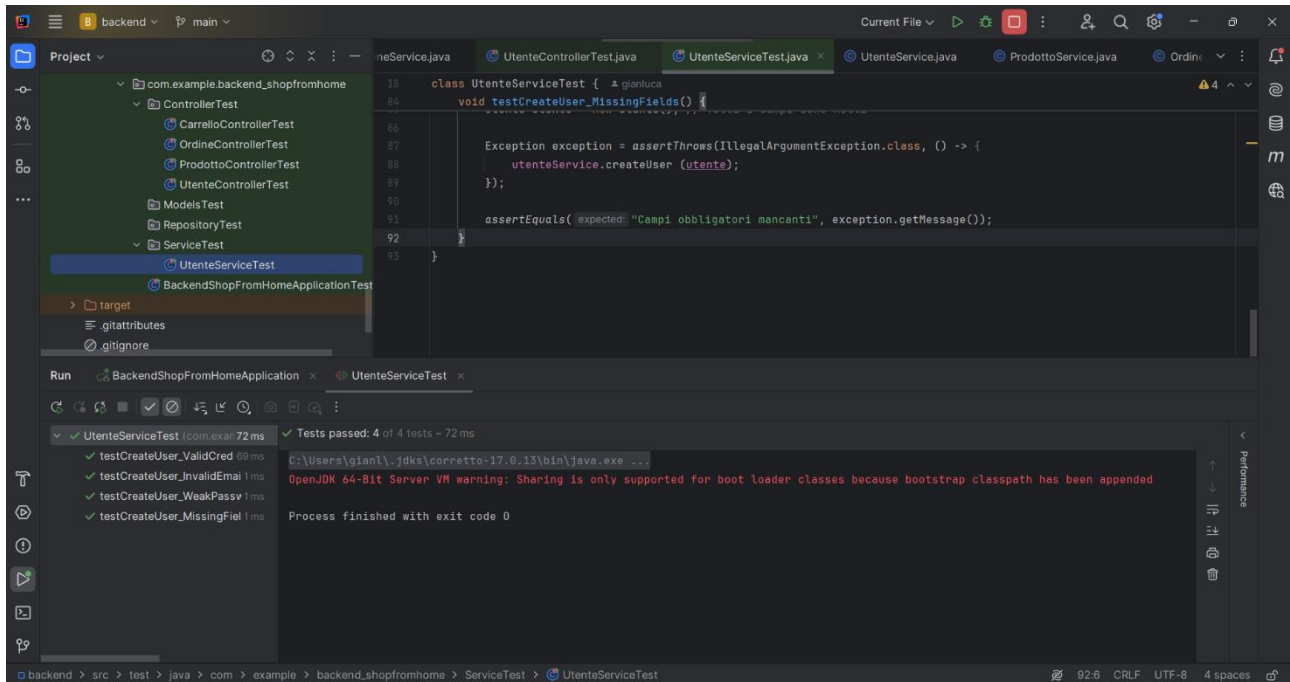 B backend main Current File
Project
com.example.backend_shopfromhome
ControllerTest
CarrelloControllerTest
OrdineControllerTest
ProdottoControllerTest
UtenteControllerTest
ModelsTest
RepositoryTest
ServiceTest
UtenteServiceTest
BackendShopFromHomeApplicationTest
target
.gitattributes
.gitignore
neService.java UtenteControllerTest.java UtenteServiceTest.java UtenteService.java ProdottoService.java Ordine
18 class UtenteServiceTest { gianluca
84 void testCreateUser_MissingFields() {
4
86
87 Exception exception = assertThrows(IllegalArgumentException.class, () -> {
88 utenteService.createUser (utente);
89 });
90
91 assertEquals( expected: "Campi obbligatori mancanti", exception.getMessage());
92 }
93 }
Run BackendShopFromHomeApplication UtenteServiceTest
UtenteServiceTest (com.exar 72 ms
testCreateUser_ValidCred 69 ms
testCreateUser_InvalidEmai 1 ms
testCreateUser_WeakPassv 1 ms
testCreateUser_MissingFiel 1 ms
Tests passed: 4 of 4 tests – 72 ms
C:\Users\gianl\.jdks\corretto-17.0.13\bin\java.exe ...
OpenJDK 64-Bit Server VM warning: Sharing is only supported for boot loader classes because bootstrap classpath has been appended
Process finished with exit code 0
Performance
backend > src > test > java > com > example > backend_shopfromhome > ServiceTest > UtenteServiceTest
92:6 CRLF UTF-8 4 spaces